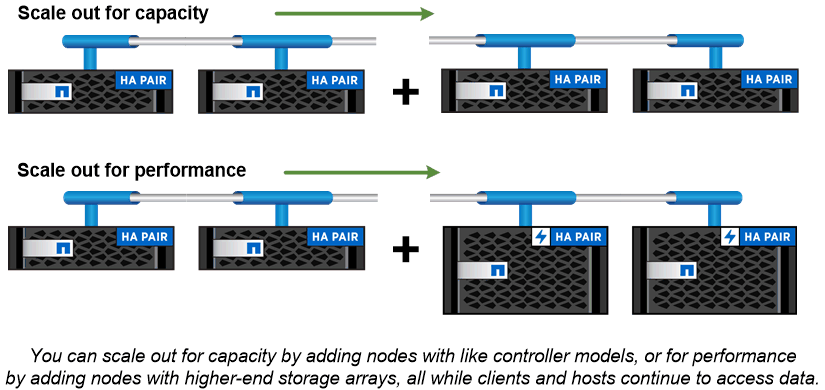 Scale out for capacity
HA PAIR
HA PAIR
+
HA PAIR
HA PAIR
Scale out for performance
HA PAIR
HA PAIR
+
HA PAIR
HA PAIR
You can scale out for capacity by adding nodes with like controller models, or for performance
by adding nodes with higher-end storage arrays, all while clients and hosts continue to access data.